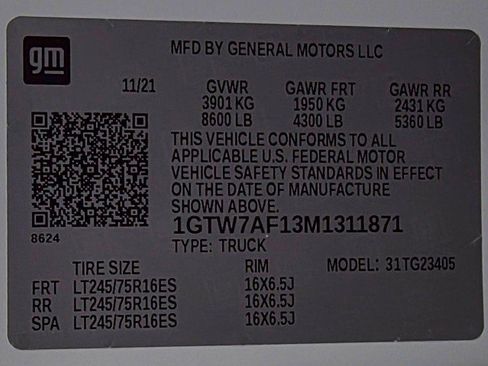 gm
MFD BY GENERAL MOTORS LLC
11/21 GVWR GAWR FRT GAWR RR
3901 KG 1950 KG 2431 KG
8600 LB 4300 LB 5360 LB
THIS VEHICLE CONFORMS TO ALL
APPLICABLE U.S. FEDERAL MOTOR
VEHICLE SAFETY STANDARDS IN EFFECT
ON THE DATE OF MANUFACTURE
SHOWN ABOVE.
1GTW7AF13M1311871
8624
TYPE: TRUCK
TIRE SIZE RIM MODEL: 31TG23405
FRT LT245/75R16ES 16X6.5J
RR LT245/75R16ES 16X6.5J
SPA LT245/75R16ES 16X6.5J